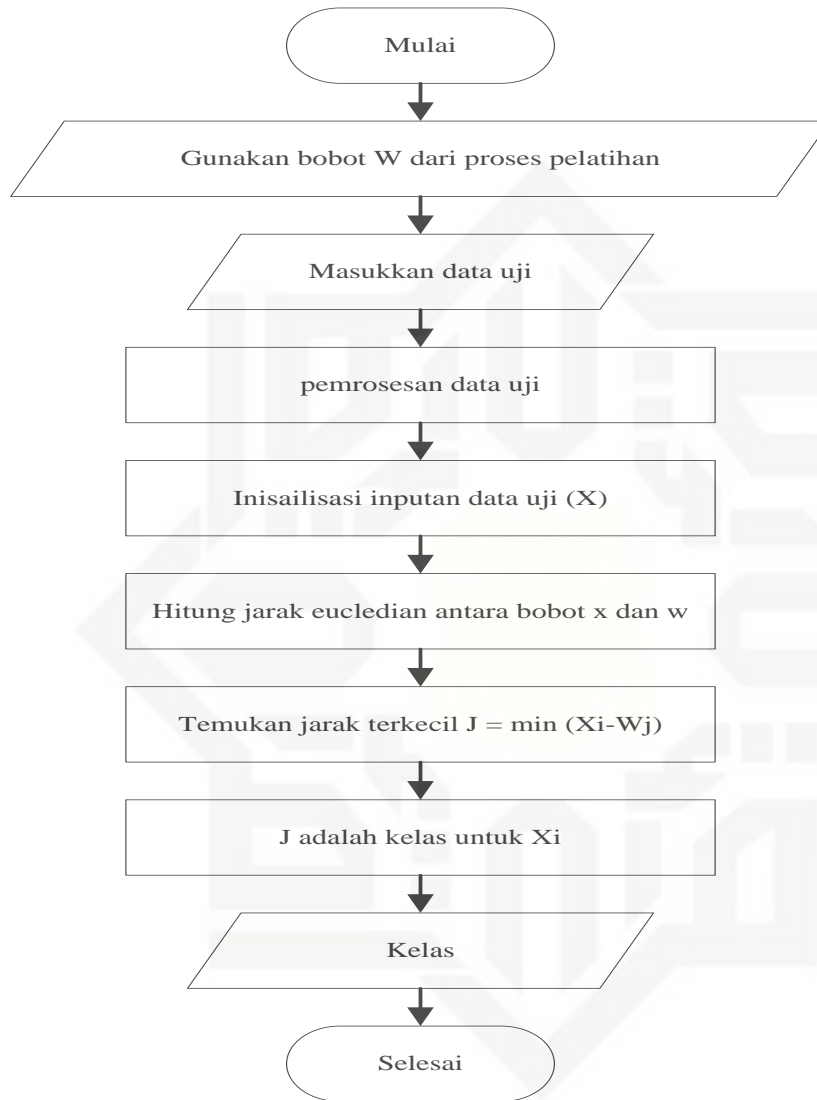 Mulai
Gunakan bobot W dari proses pelatihan
Masukkan data uji
pemrosesan data uji
Inisailisasi inputan data uji (X)
Hitung jarak eucledian antara bobot x dan w
Temukan jarak terkecil J = min (Xi-Wj)
J adalah kelas untuk Xi
Kelas
Selesai